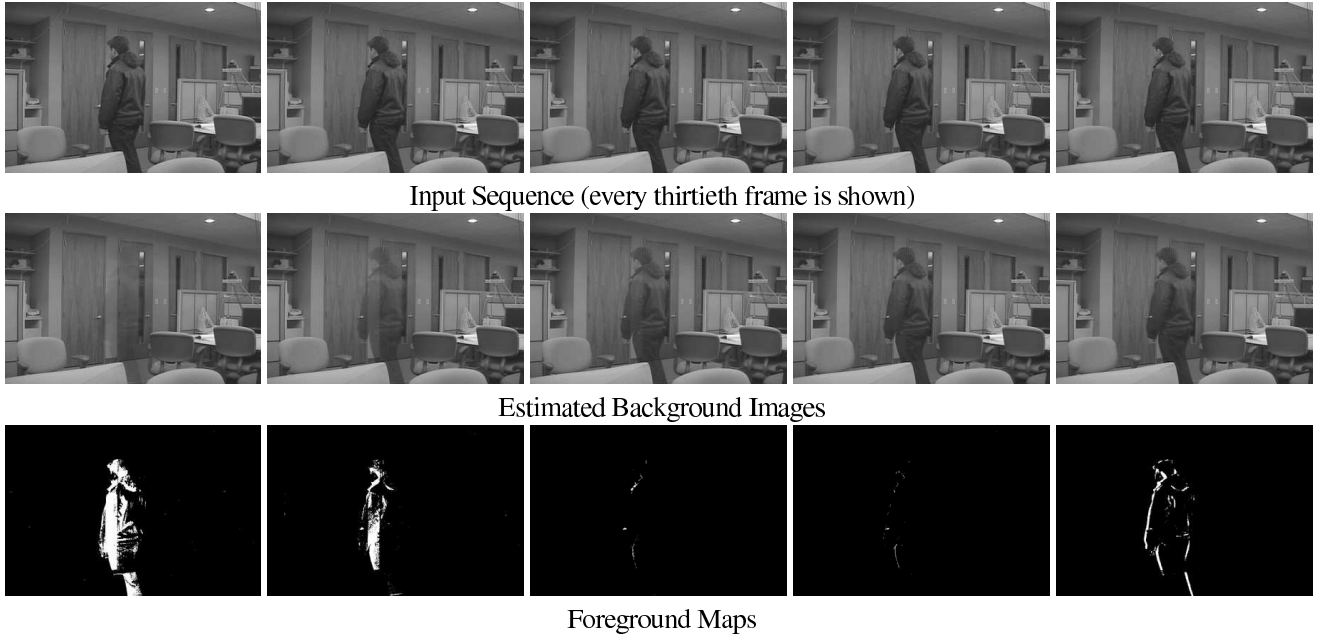 Input Sequence (every thirtieth frame is shown)
Estimated Background Images
Foreground Maps